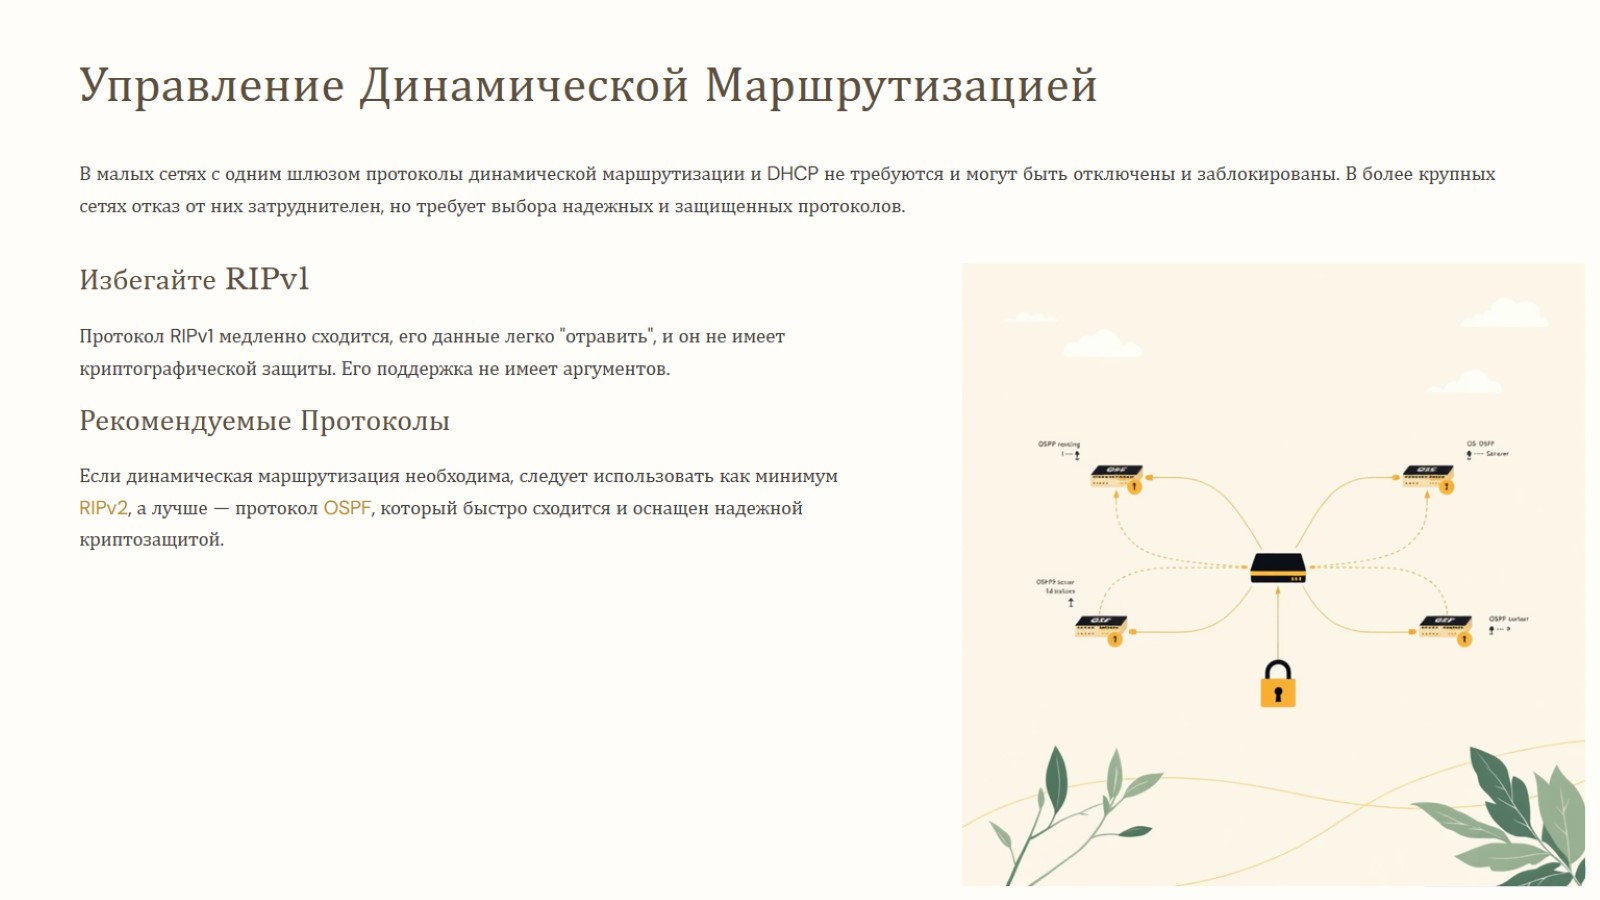 Управление Динамической Маршрутизацией
В малых сетях с одним шлюзом протоколы динамической маршрутизации и DHCP не требуются и могут быть отключены и заблокированы. В более крупных
сетях отказ от них затруднителен, но требует выбора надежных и защищенных протоколов.
Избегайте RIPv1
Протокол RIPv1 медленно сходится, его данные легко "отравить", и он не имеет
криптографической защиты. Его поддержка не имеет аргументов.
Рекомендуемые Протоколы
Если динамическая маршрутизация необходима, следует использовать как минимум
RIPv2, а лучше — протокол OSPF, который быстро сходится и оснащен надежной
криптозащитой.